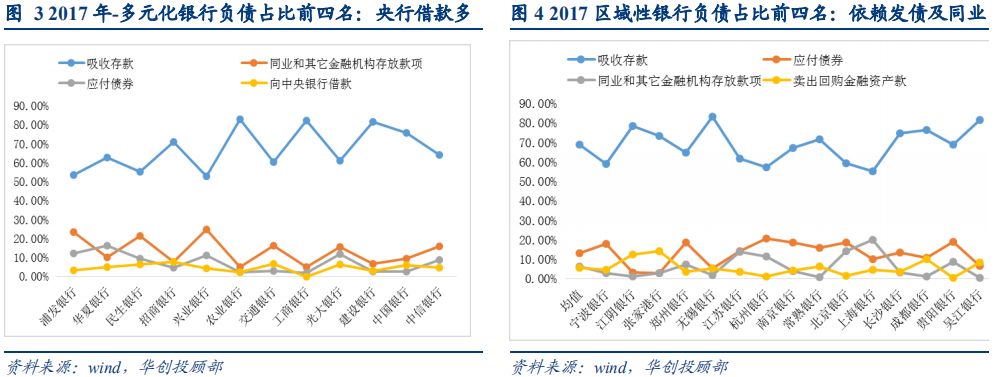 图 3 2017 年-多元化银行负债占比前四名：央行借款多
吸收存款
同业和其它金融机构存放款项
应付债券
向中央银行借款
90.00%
80.00%
70.00%
60.00%
50.00%
40.00%
30.00%
20.00%
10.00%
0.00%
浦发银行
华夏银行
民生银行
招商银行
兴业银行
农业银行
交通银行
工商银行
光大银行
建设银行
中国银行
中信银行
资料来源：wind，华创投顾部
图 4 2017 区域性银行负债占比前四名：依赖发债及同业
吸收存款
应付债券
同业和其它金融机构存放款项
卖出回购金融资产款
90.00%
80.00%
70.00%
60.00%
50.00%
40.00%
30.00%
20.00%
10.00%
0.00%
均值
宁波银行
江阴银行
张家港行
郑州银行
无锡银行
江苏银行
杭州银行
南京银行
常熟银行
北京银行
上海银行
长沙银行
成都银行
贵阳银行
吴江银行
资料来源：wind，华创投顾部